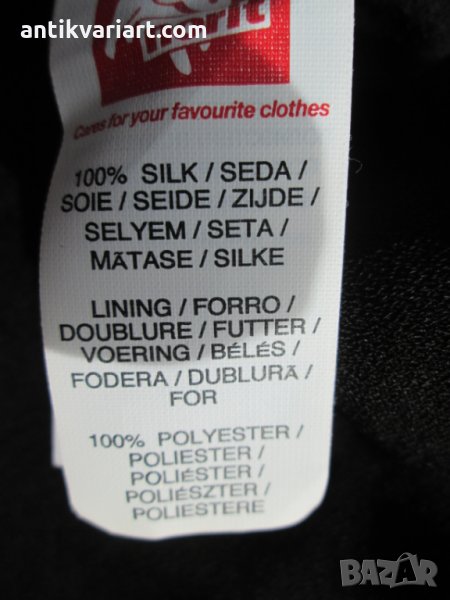 antikvariart.com
Cares for your favourite clothes
100% SILK / SEDA /
SOIE / SEIDE / ZIJDE /
SELYEM / SETA /
MĂTASE / SILKE
LINING / FORRO /
DOUBLURE / FUTTER /
VOERING / BÉLÉS /
FODERA / DUBLURĂ /
FOR
100% POLYESTER /
POLIESTER /
POLIÉSTER /
POLIÉSZTER /
POLIESTERE
BAZAR